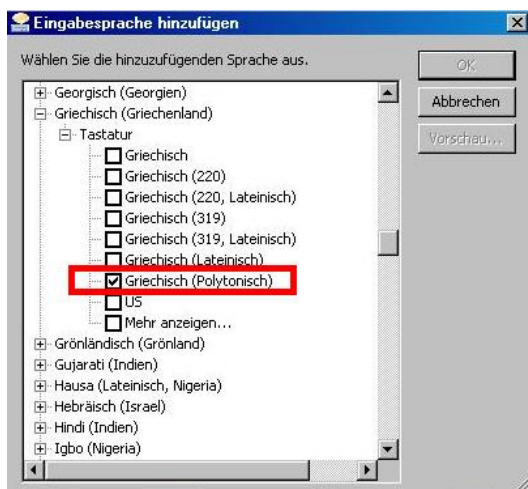 Eingabesprache hinzufügen
Wählen Sie die hinzuzufügenden Sprache aus.
OK
Abbrechen
Vorschau...
Georgisch (Georgien)
Griechisch (Griechenland)
Tastatur
Griechisch
Griechisch (220)
Griechisch (220, Lateinisch)
Griechisch (319)
Griechisch (319, Lateinisch)
Griechisch (Lateinisch)
Griechisch (Polytonisch)
US
Mehr anzeigen...
Grönländisch (Grönland)
Gujarati (Indien)
Hausa (Lateinisch, Nigeria)
Hebräisch (Israel)
Hindi (Indien)
Igbo (Nigeria)